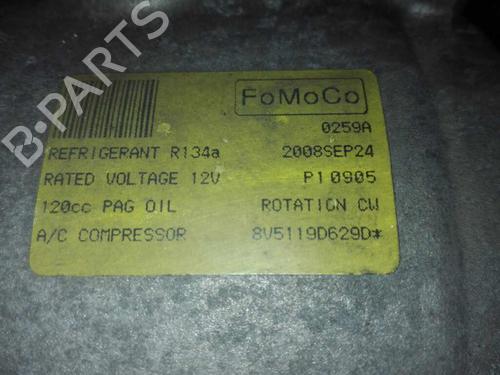 B-PARTS
FoMoCo
0259A
REFRIGERANT R134a 2008SEP24
RATED VOLTAGE 12V P10905
120cc PAG OIL ROTATION CW
A/C COMPRESSOR 8V5119D629D*